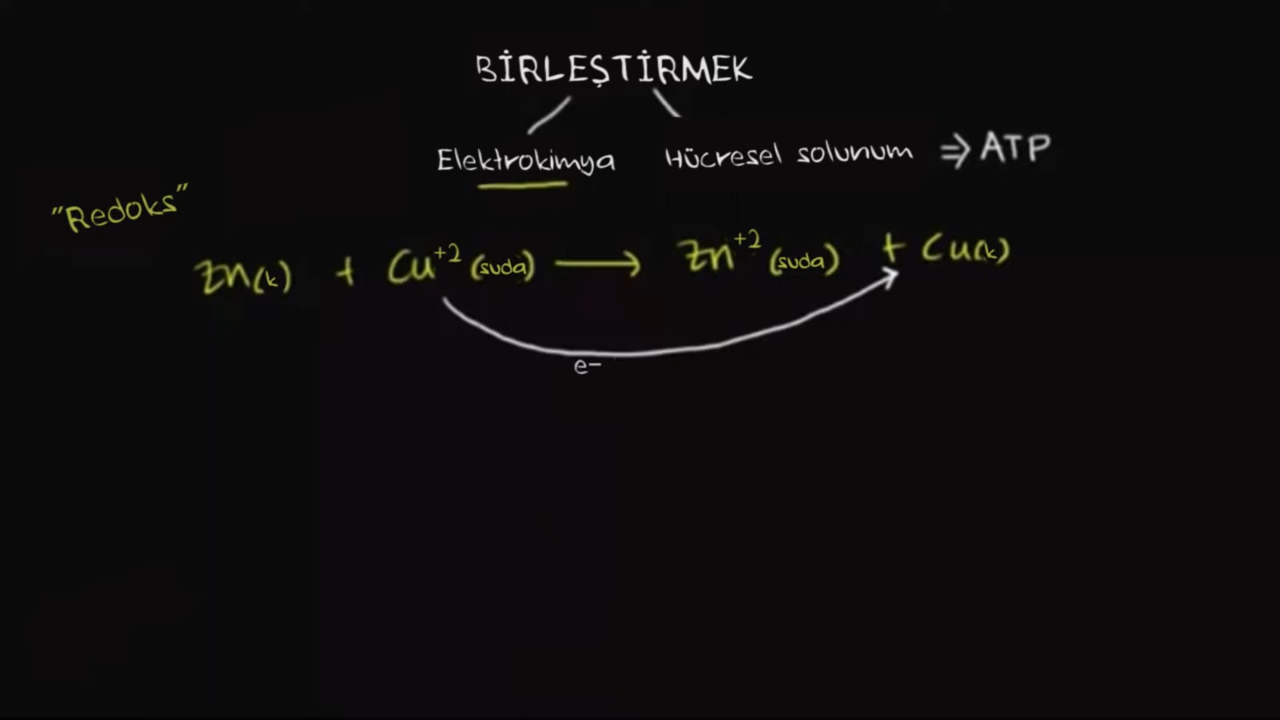 BİRLEŞTİRMEK
Elektrokimya Hücresel solunum ⇒ ATP
"Redoks"
Zn(k) + Cu⁺²(suda) → Zn⁺²(suda) + Cu(k)
e-